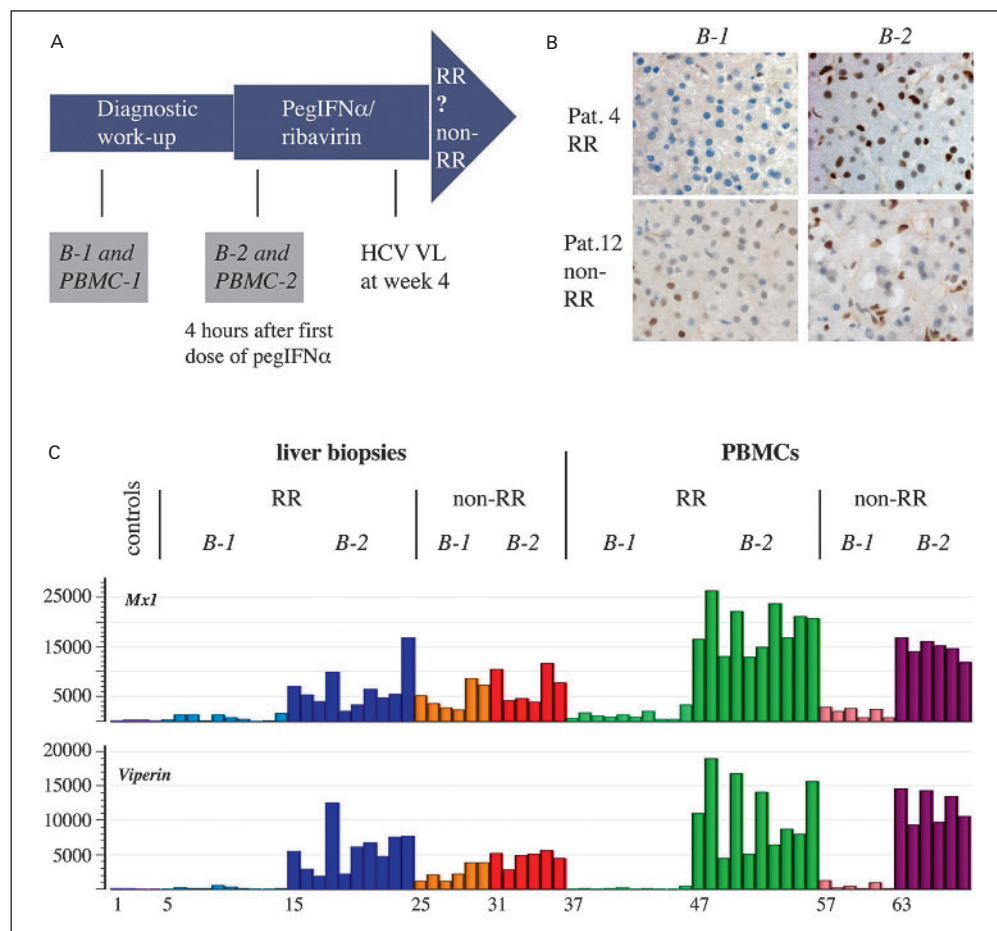 A
Diagnostic
work-up
PegIFNα/
ribavirin
RR
?
non-
RR
B-1 and
PBMC-1
B-2 and
PBMC-2
HCV VL
at week 4
4 hours after first
dose of pegIFNα
B
B-1 B-2
Pat. 4
RR
Pat.12
non-
RR
C
liver biopsies PBMCs
controls
RR non-RR RR non-RR
B-1 B-2 B-1 B-2 B-1 B-2 B-1 B-2
Mx1
25000
15000
5000
Viperin
20000
15000
10000
5000
1 5 15 25 31 37 47 57 63